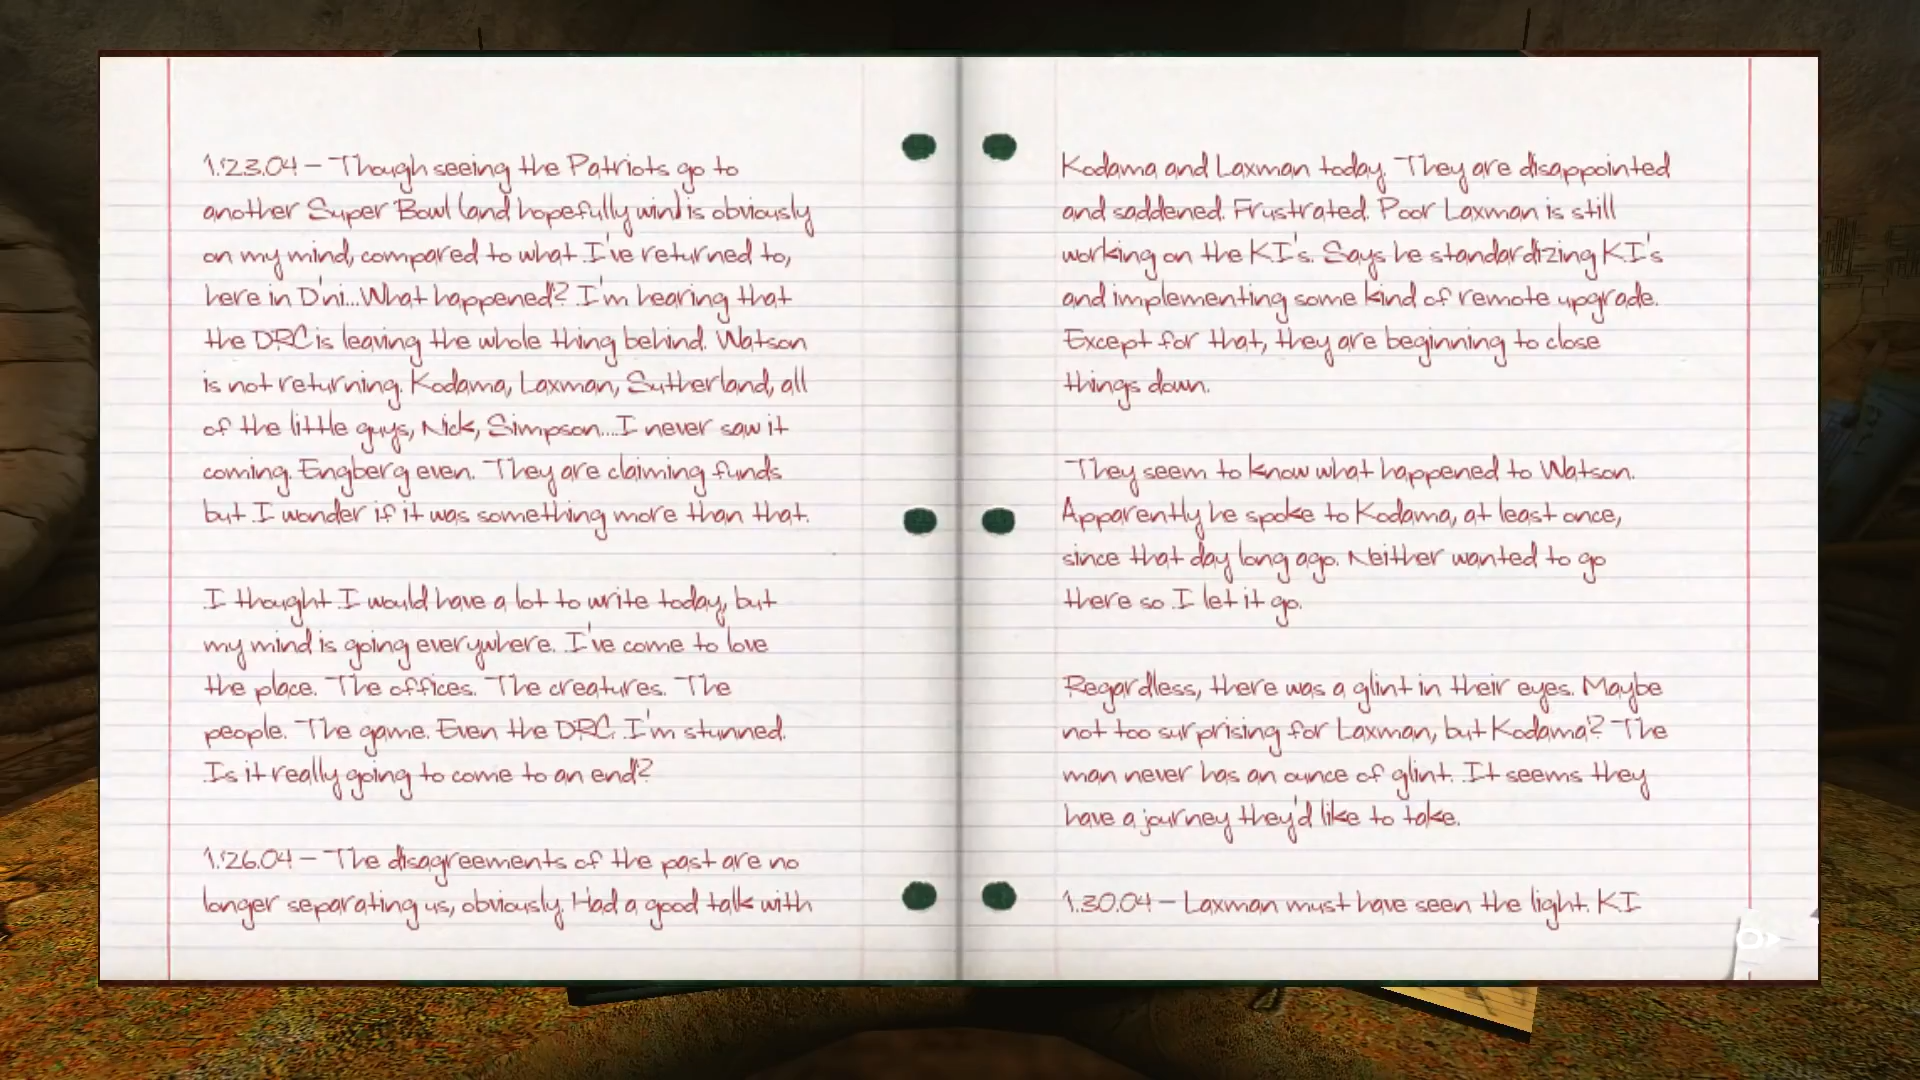 1.23.04 – Though seeing the Patriots go to
another Super Bowl (and hopefully win) is obviously
on my mind, compared to what I've returned to,
here in D'ni...What happened? I'm hearing that
the DRC is leaving the whole thing behind. Watson
is not returning. Kodama, Laxman, Sutherland, all
of the little guys, Nick, Simpson....I never saw it
coming. Engberg even. They are claiming funds
but I wonder if it was something more than that.
I thought I would have a lot to write today, but
my mind is going everywhere. I've come to love
the place. The offices. The creatures. The
people. The game. Even the DRC. I'm stunned.
Is it really going to come to an end?
1.26.04 – The disagreements of the past are no
longer separating us, obviously. Had a good talk with
Kodama and Laxman today. They are disappointed
and saddened. Frustrated. Poor Laxman is still
working on the KI's. Says he standardizing KI's
and implementing some kind of remote upgrade.
Except for that, they are beginning to close
things down.
They seem to know what happened to Watson.
Apparently he spoke to Kodama, at least once,
since that day long ago. Neither wanted to go
there so I let it go.
Regardless, there was a glint in their eyes. Maybe
not too surprising for Laxman, but Kodama? The
man never has an ounce of glint. It seems they
have a journey they'd like to take.
1.30.04 – Laxman must have seen the light. KI